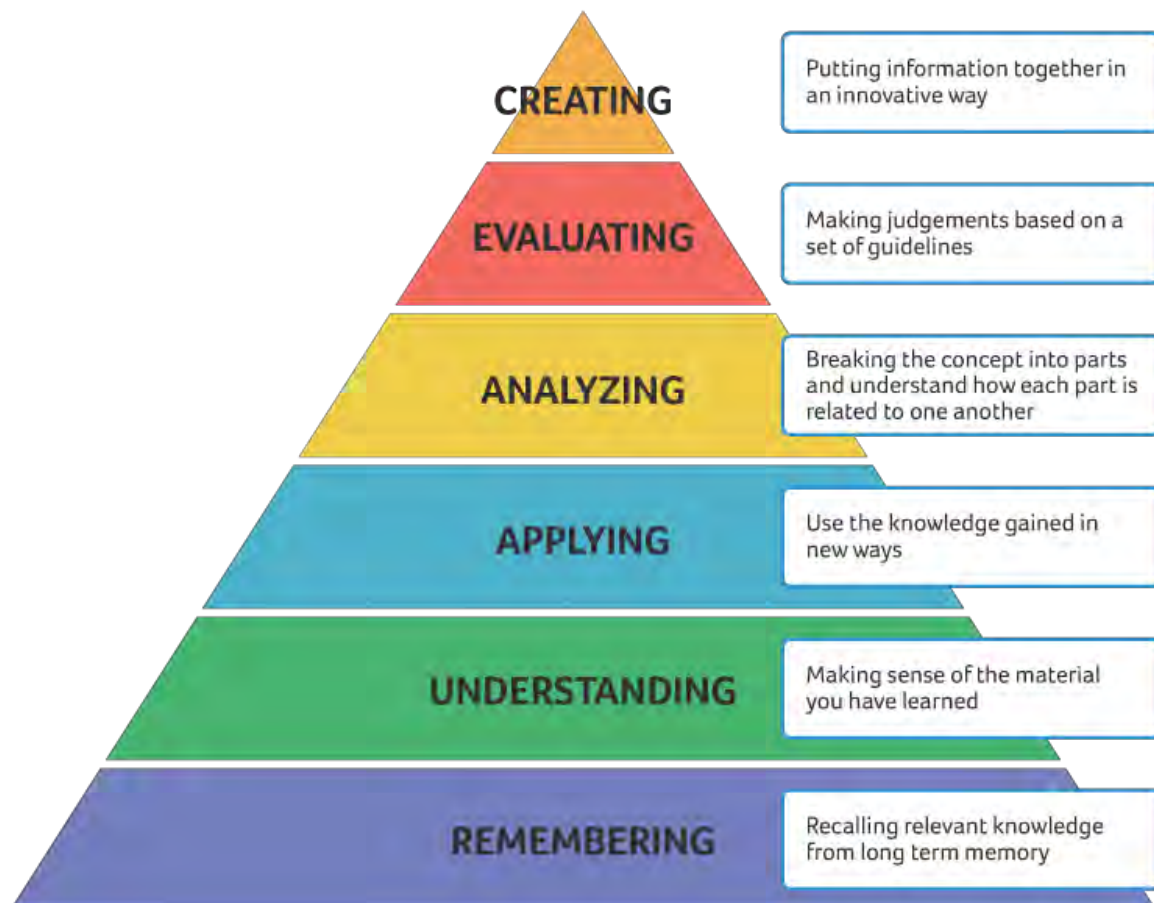 CREATING
Putting information together in
an innovative way
EVALUATING
Making judgements based on a
set of guidelines
ANALYZING
Breaking the concept into parts
and understand how each part is
related to one another
APPLYING
Use the knowledge gained in
new ways
UNDERSTANDING
Making sense of the material
you have learned
REMEMBERING
Recalling relevant knowledge
from long term memory